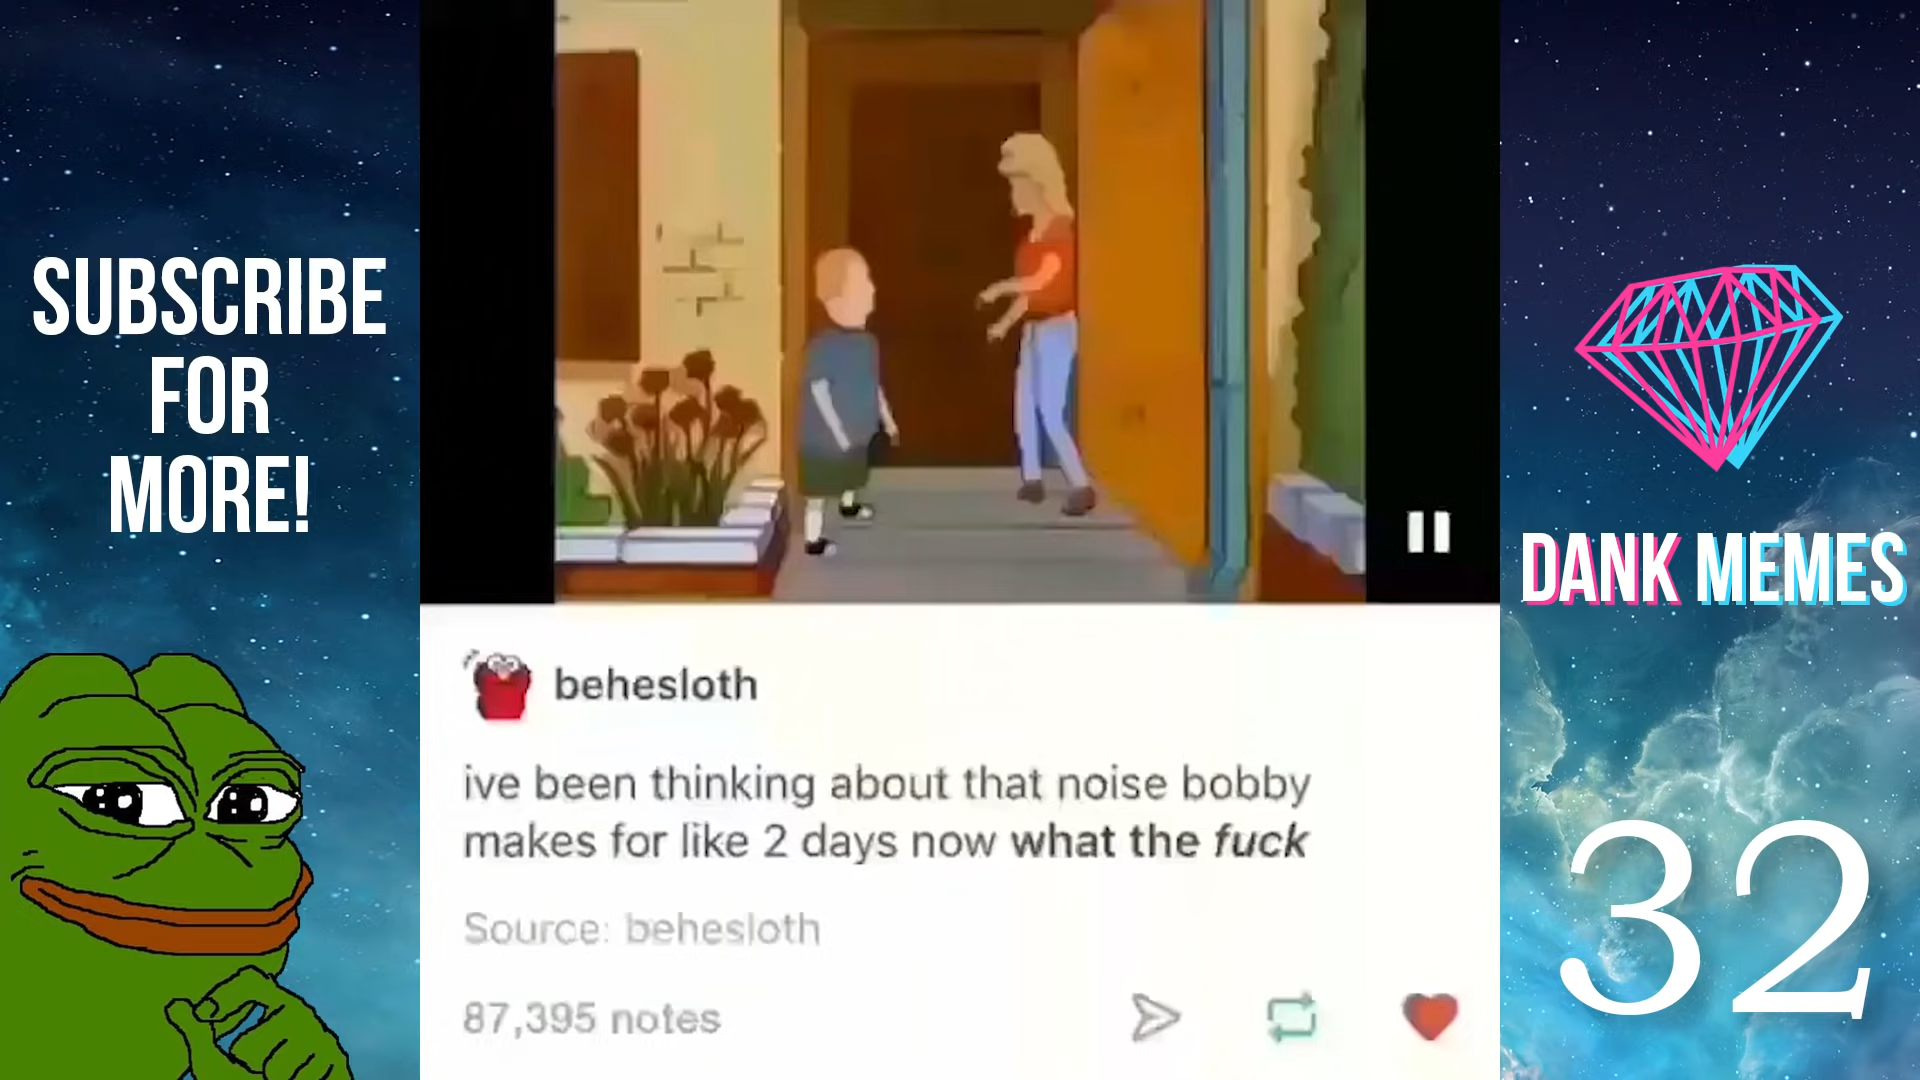 SUBSCRIBE
FOR
MORE!
behesloth
ive been thinking about that noise bobby
makes for like 2 days now what the fuck
Source: behesloth
87,395 notes
DANK MEMES
32